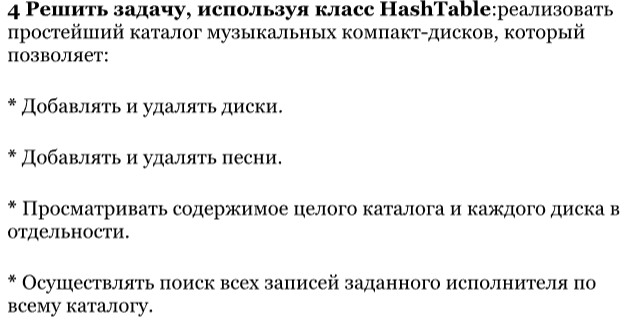 4 Решить задачу, используя класс HashTable:реализовать
простейший каталог музыкальных компакт-дисков, который
позволяет:
* Добавлять и удалять диски.
* Добавлять и удалять песни.
* Просматривать содержимое целого каталога и каждого диска в
отдельности.
* Осуществлять поиск всех записей заданного исполнителя по
всему каталогу.